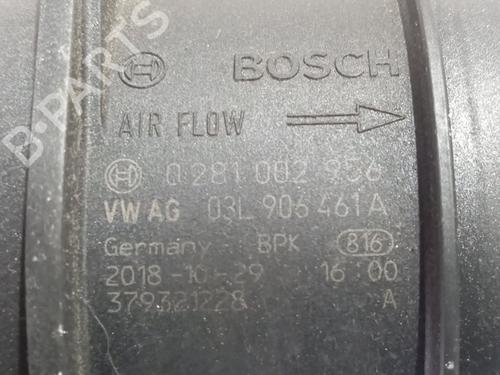 B-PARTS
BOSCH
AIR FLOW
0 281 002 956
VW AG 03L 906 461 A
Germany BPK 816
2018-10-29 16:00
379321228 A